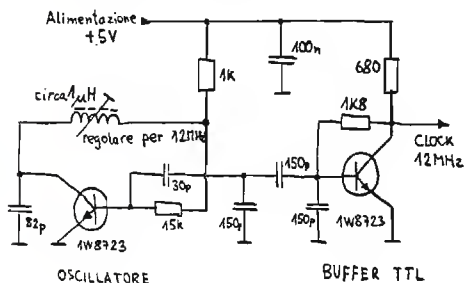 Alimentazione
+5V
100n
680
1K
circa 1μH
regolare per 12MHz
1K8
CLOCK
12MHz
30p
150p
82p
1W8723
15k
150p
150p
1W8723
OSCILLATORE
BUFFER TTL